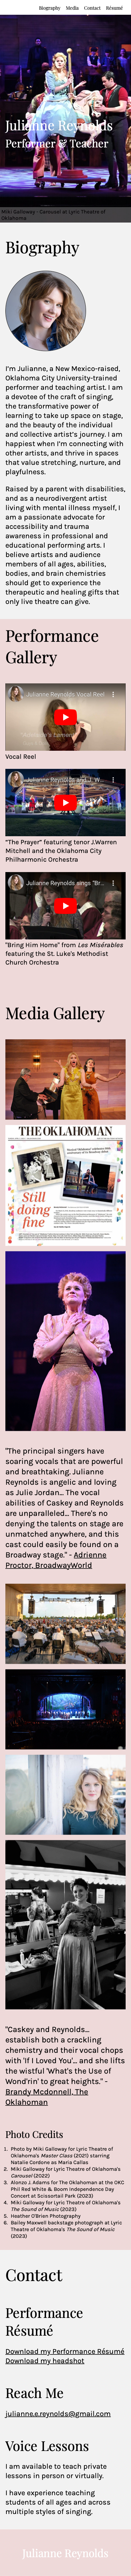 Biography Media Contact Résumé
Julianne Reynolds
Performer & Teacher
Miki Galloway - Carousel at Lyric Theatre of
Oklahoma
Biography
I'm Julianne, a New Mexico-raised,
Oklahoma City University-trained
performer and teaching artist. I am
a devotee of the craft of singing,
the transformative power of
learning to take up space on stage,
and the beauty of the individual
and collective artist's journey. I am
happiest when I'm connecting with
other artists, and thrive in spaces
that value stretching, nurture, and
playfulness.
Raised by a parent with disabilities,
and as a neurodivergent artist
living with mental illness myself, I
am a passionate advocate for
accessibility and trauma
awareness in professional and
educational performing arts. I
believe artists and audience
members of all ages, abilities,
bodies, and brain chemistries
should get to experience the
therapeutic and healing gifts that
only live theatre can give.
Performance
Gallery
Julianne Reynolds Vocal Reel
Vocal Reel
Julianne Reynolds sings
"The Prayer" featuring tenor J.Warren
Mitchell and the Oklahoma City
Philharmonic Orchestra
Julianne Reynolds sings "Br...
"Bring Him Home" from Les Misérables
featuring the St. Luke's Methodist
Church Orchestra
Media Gallery
THE OKLAHOMAN
Still
doing
fine
"The principal singers have
soaring vocals that are powerful
and breathtaking. Julianne
Reynolds is angelic and loving
as Julie Jordan... The vocal
abilities of Caskey and Reynolds
are unparalleled... There's no
denying the talents on stage are
unmatched anywhere, and this
cast could easily be found on a
Broadway stage." - Adrienne
Proctor, BroadwayWorld
"Caskey and Reynolds...
establish both a crackling
chemistry and their vocal chops
with 'If I Loved You'... and she lifts
the wistful 'What's the Use of
Wond'rin' to great heights." -
Brandy Mcdonnell, The
Oklahoman
Photo Credits
1. Photo by Miki Galloway for Lyric Theatre of
Oklahoma's Master Class (2021) starring
Natalie Cordone as Maria Callas
2. Miki Galloway for Lyric Theatre of Oklahoma's
Carousel (2022)
3. Alonzo J. Adams for The Oklahoman at the OKC
Phil Red White & Boom Independence Day
Concert at Scissortail Park (2023)
4. Miki Galloway for Lyric Theatre of Oklahoma's
The Sound of Music (2023)
5. Heather O'Brien Photography
6. Bailey Maxwell backstage photograph at Lyric
Theatre of Oklahoma's The Sound of Music
(2023)
Contact
Performance
Résumé
Download my Performance Résumé
Download my headshot
Reach Me
julianne.e.reynolds@gmail.com
Voice Lessons
I am available to teach private
lessons in person or virtually.
I have experience teaching
students of all ages and across
multiple styles of singing.
Julianne Reynolds